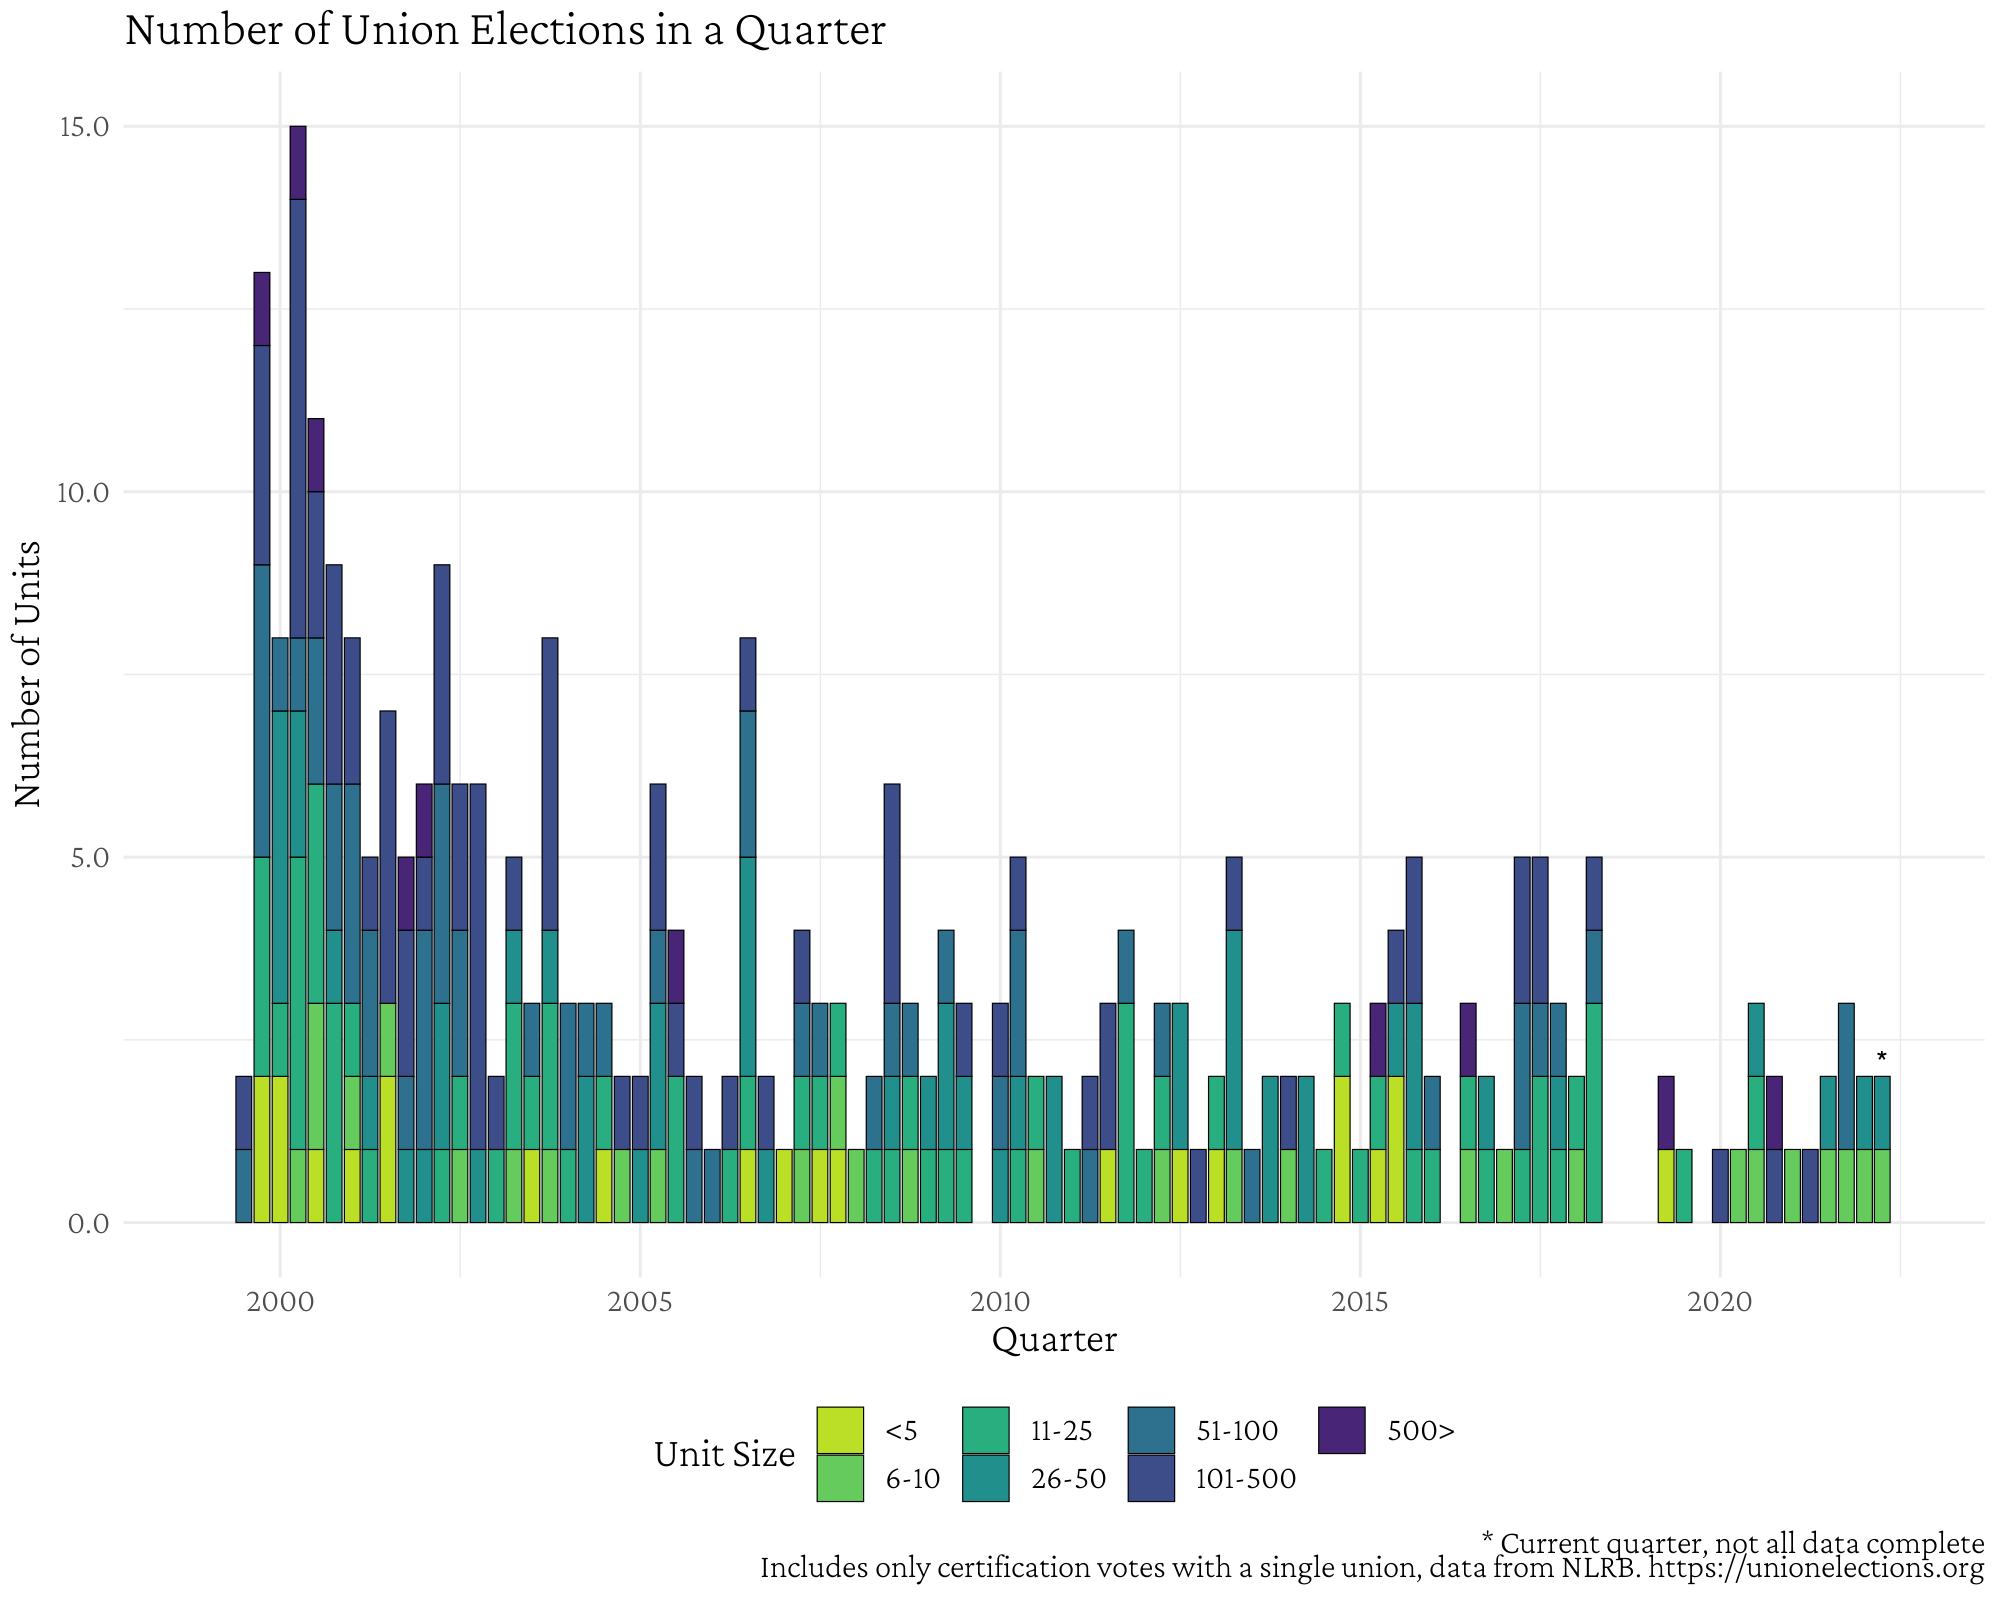 Number of Union Elections in a Quarter
Number of Units
15.0
10.0
5.0
0.0
*
2000 2005 2010 2015 2020
Quarter
Unit Size
<5 11-25 51-100 500>
6-10 26-50 101-500
* Current quarter, not all data complete
Includes only certification votes with a single union, data from NLRB. https://unionelections.org